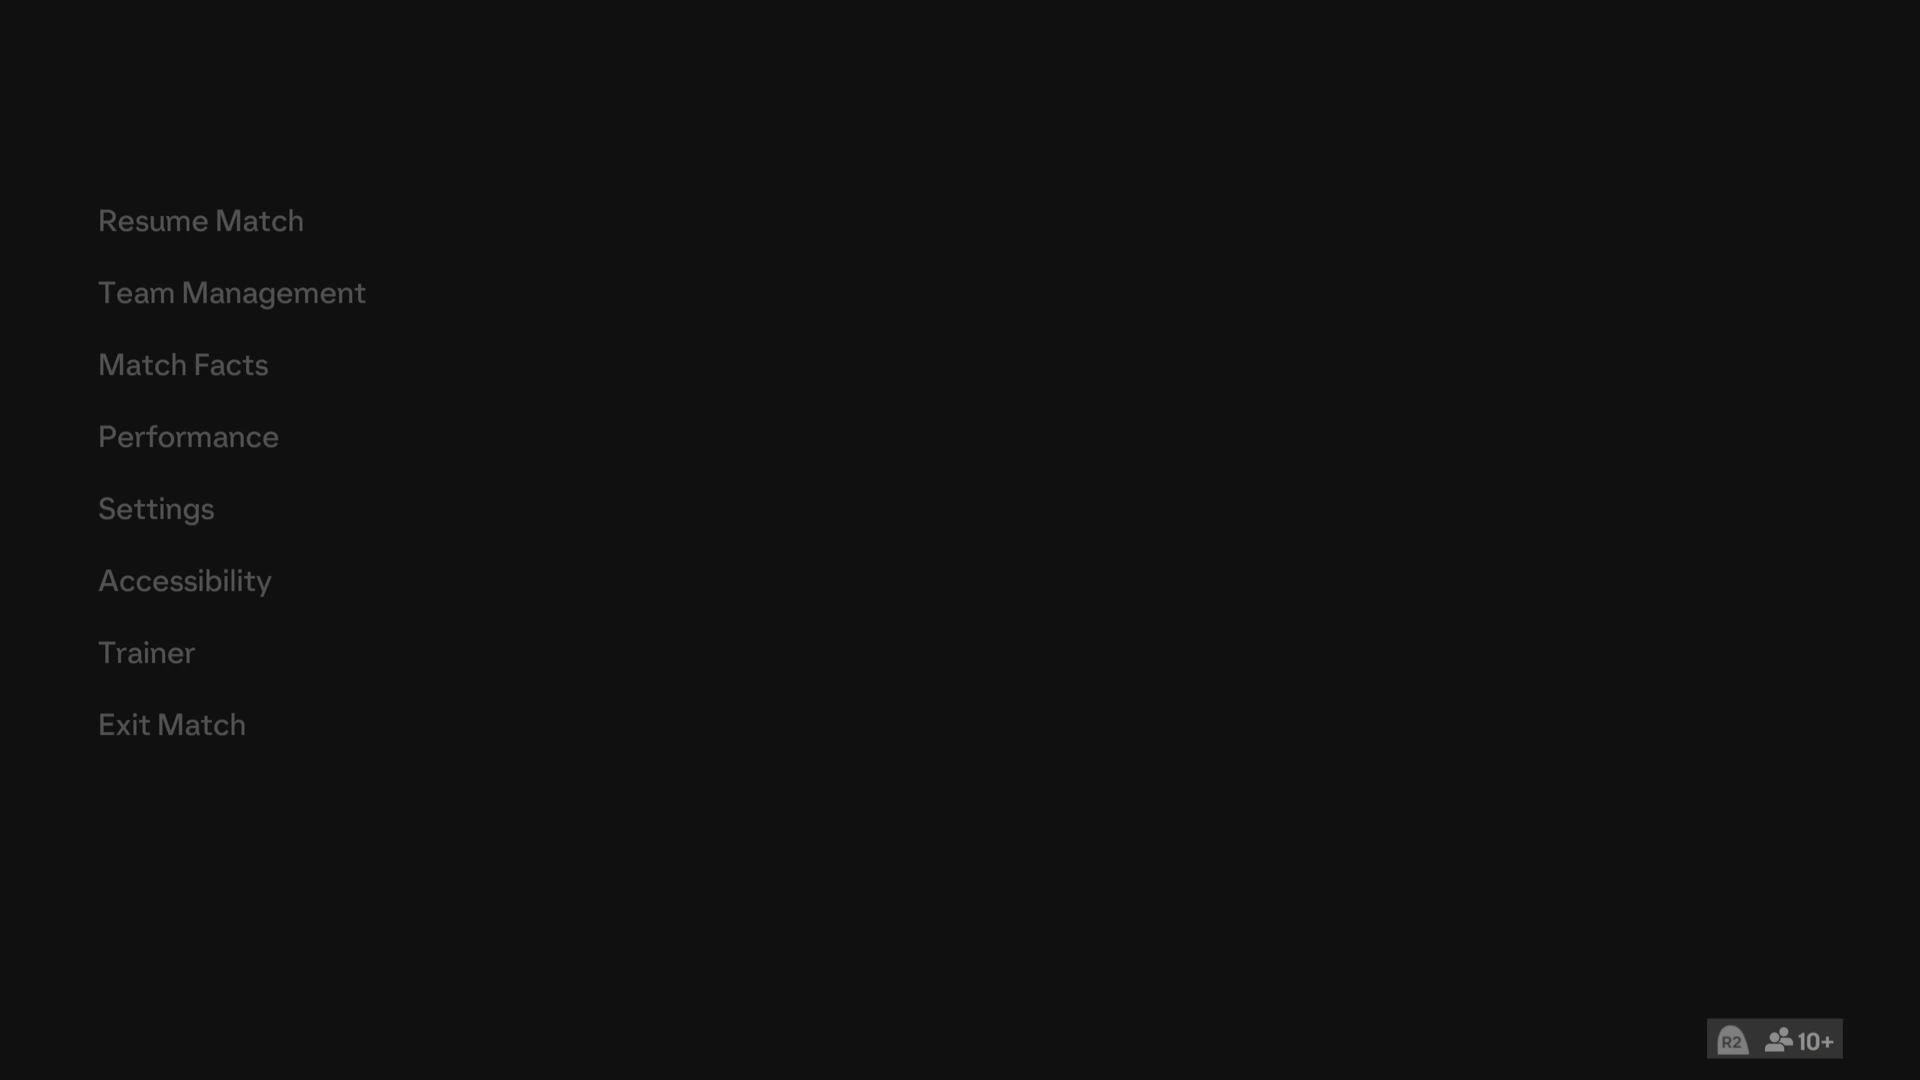 Resume Match
Team Management
Match Facts
Performance
Settings
Accessibility
Trainer
Exit Match
R2 10+